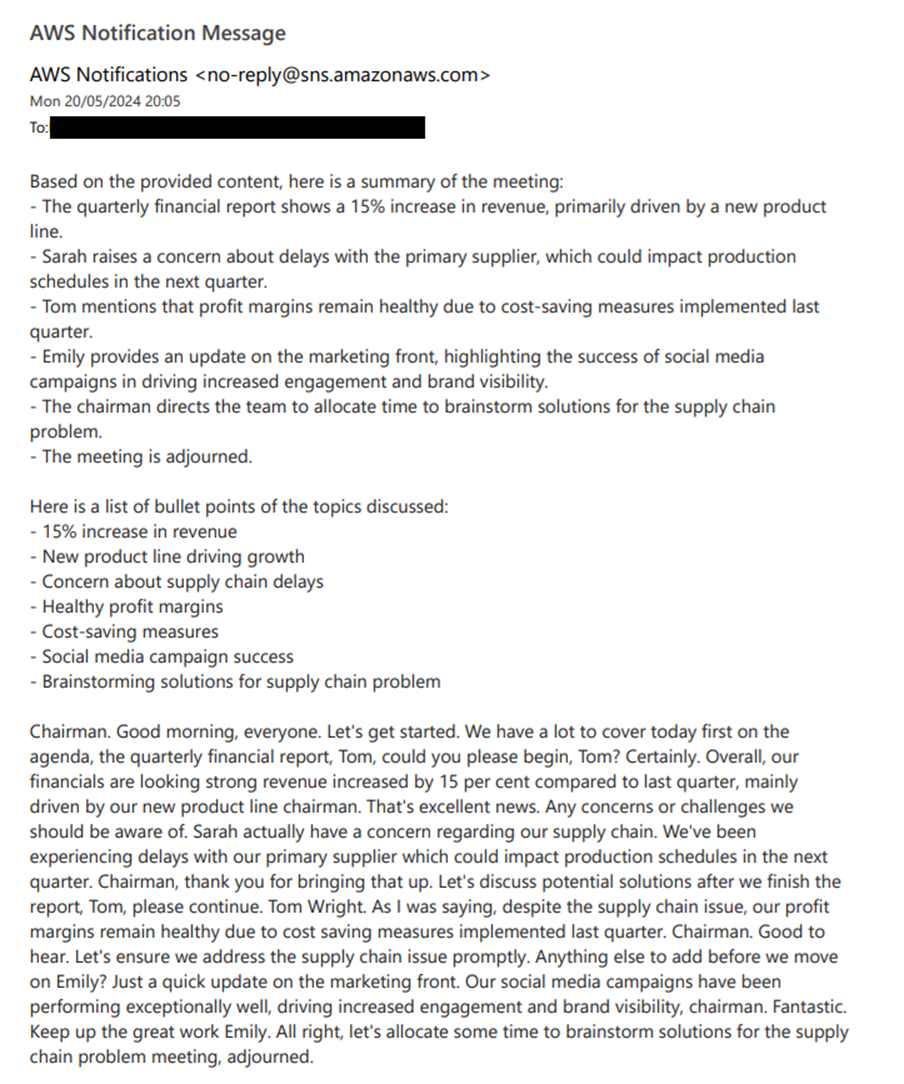 AWS Notification Message
AWS Notifications <no-reply@sns.amazonaws.com>
Mon 20/05/2024 20:05
To:
Based on the provided content, here is a summary of the meeting:
- The quarterly financial report shows a 15% increase in revenue, primarily driven by a new product
line.
- Sarah raises a concern about delays with the primary supplier, which could impact production
schedules in the next quarter.
- Tom mentions that profit margins remain healthy due to cost-saving measures implemented last
quarter.
- Emily provides an update on the marketing front, highlighting the success of social media
campaigns in driving increased engagement and brand visibility.
- The chairman directs the team to allocate time to brainstorm solutions for the supply chain
problem.
- The meeting is adjourned.
Here is a list of bullet points of the topics discussed:
- 15% increase in revenue
- New product line driving growth
- Concern about supply chain delays
- Healthy profit margins
- Cost-saving measures
- Social media campaign success
- Brainstorming solutions for supply chain problem
Chairman. Good morning, everyone. Let's get started. We have a lot to cover today first on the
agenda, the quarterly financial report, Tom, could you please begin, Tom? Certainly. Overall, our
financials are looking strong revenue increased by 15 per cent compared to last quarter, mainly
driven by our new product line chairman. That's excellent news. Any concerns or challenges we
should be aware of. Sarah actually have a concern regarding our supply chain. We've been
experiencing delays with our primary supplier which could impact production schedules in the next
quarter. Chairman, thank you for bringing that up. Let's discuss potential solutions after we finish the
report, Tom, please continue. Tom Wright. As I was saying, despite the supply chain issue, our profit
margins remain healthy due to cost saving measures implemented last quarter. Chairman. Good to
hear. Let's ensure we address the supply chain issue promptly. Anything else to add before we move
on Emily? Just a quick update on the marketing front. Our social media campaigns have been
performing exceptionally well, driving increased engagement and brand visibility, chairman. Fantastic.
Keep up the great work Emily. All right, let's allocate some time to brainstorm solutions for the supply
chain problem meeting, adjourned.